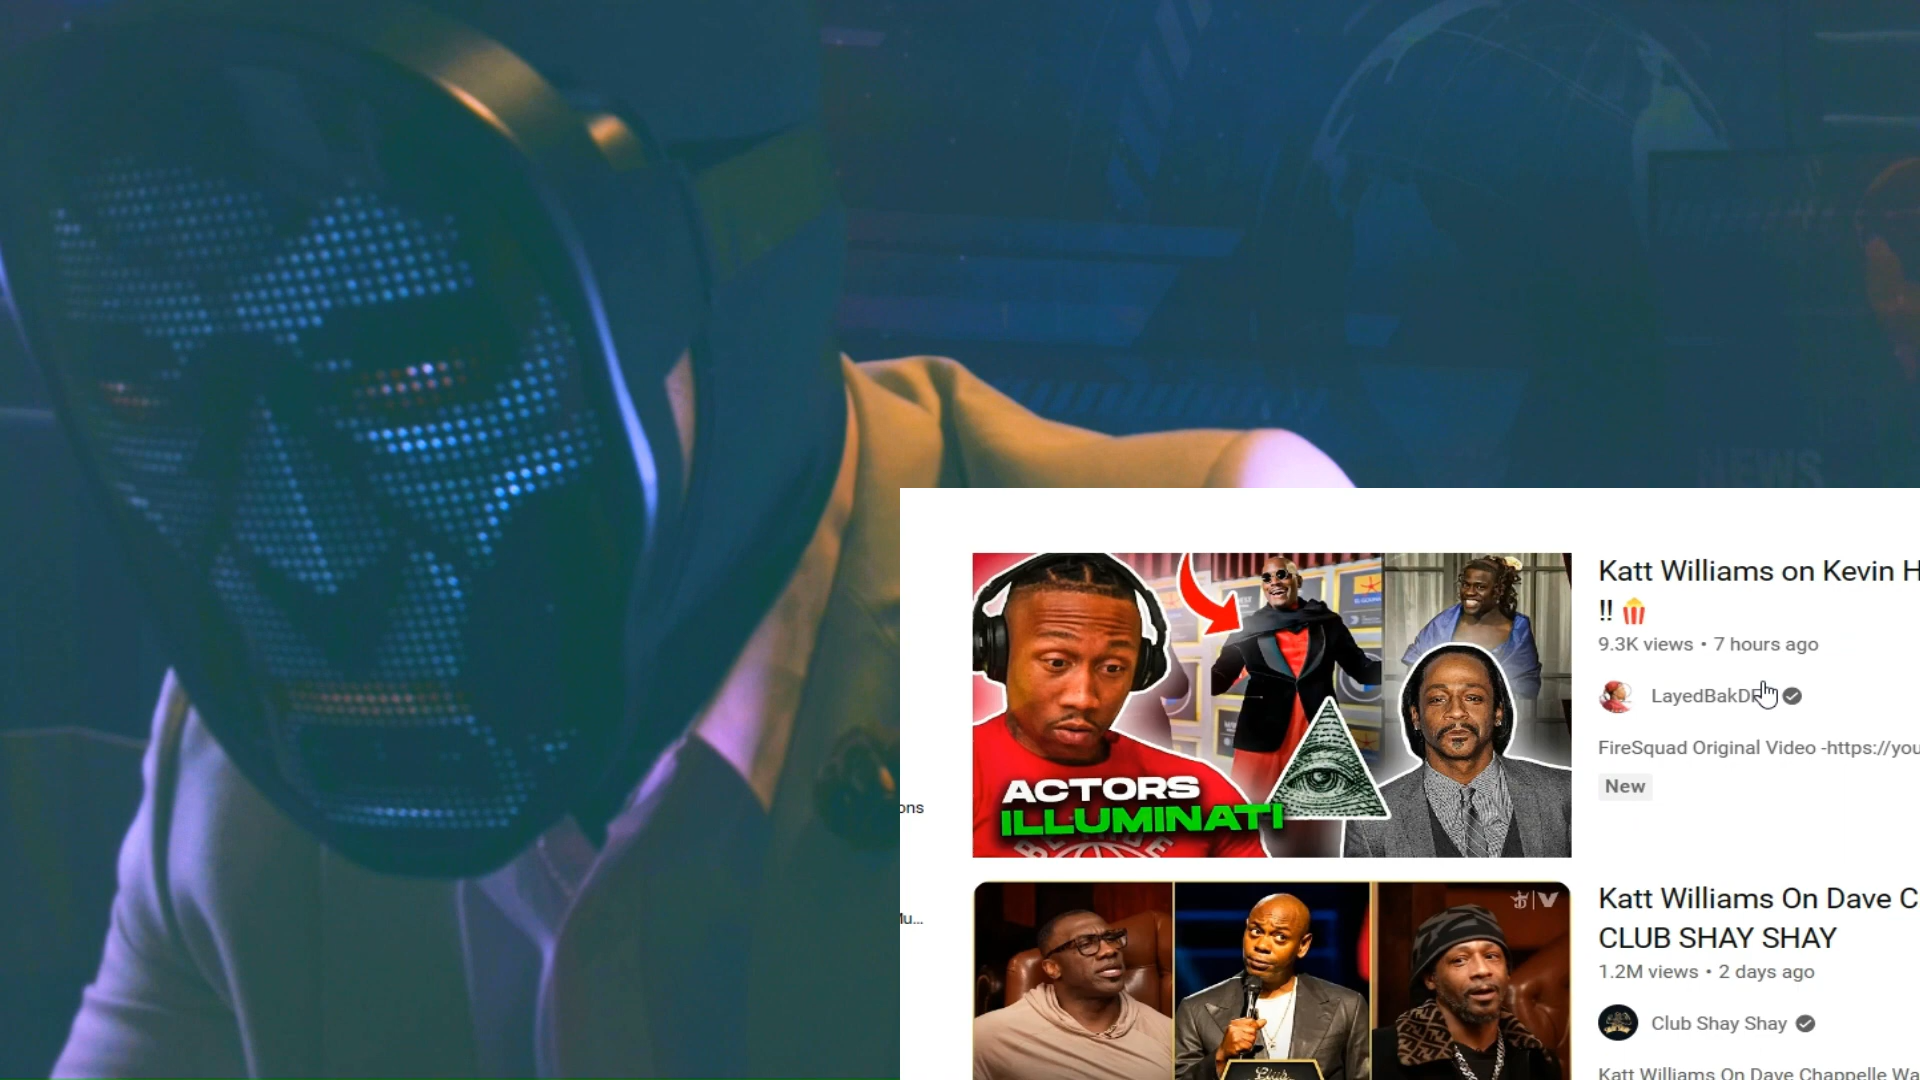 NEWS
Katt Williams on Kevin H
‼🍿
9.3K views • 7 hours ago
FireSquad Original Video -https://you
New
ACTORS
ILLUMINATI
ons
Katt Williams On Dave C
CLUB SHAY SHAY
1.2M views • 2 days ago
Club Shay Shay
Katt Williams On Dave Chappelle Wa